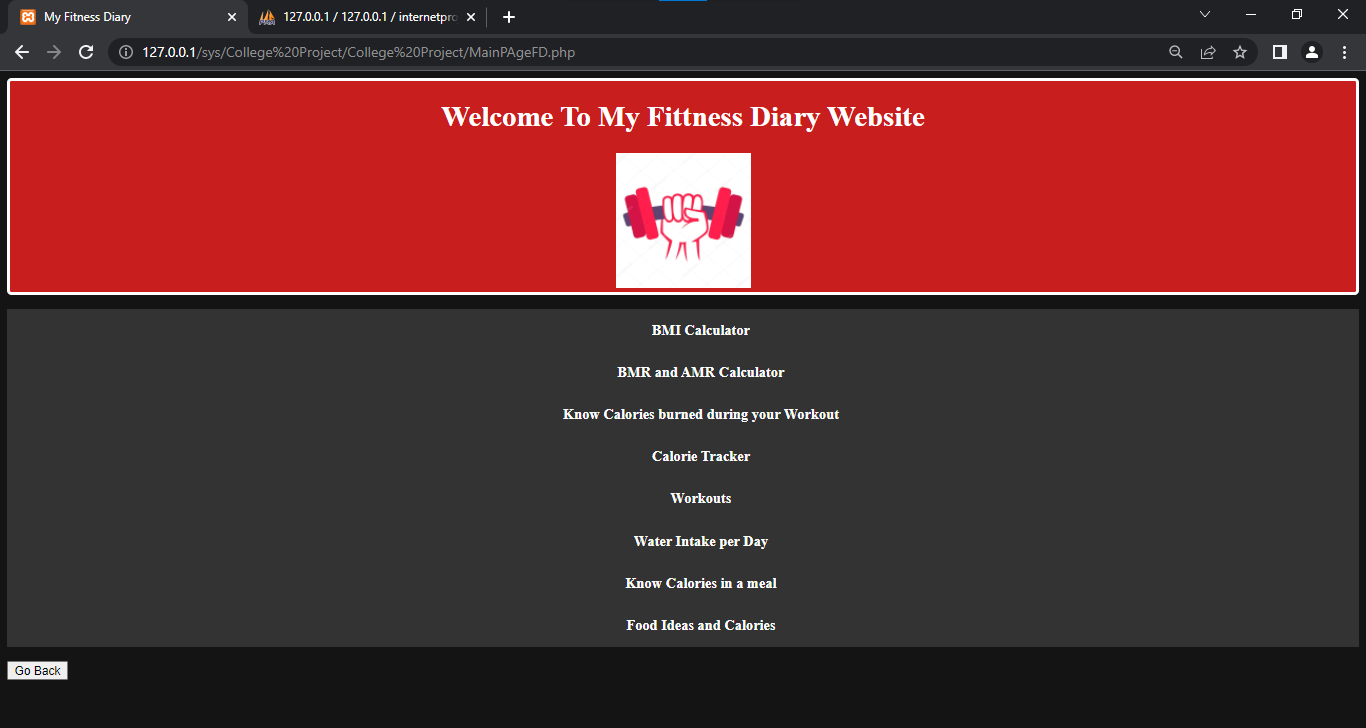 My Fitness Diary
127.0.0.1 / 127.0.0.1 / internetpro
127.0.0.1/sys/College%20Project/College%20Project/MainPAgeFD.php
Welcome To My Fittness Diary Website
BMI Calculator
BMR and AMR Calculator
Know Calories burned during your Workout
Calorie Tracker
Workouts
Water Intake per Day
Know Calories in a meal
Food Ideas and Calories
Go Back